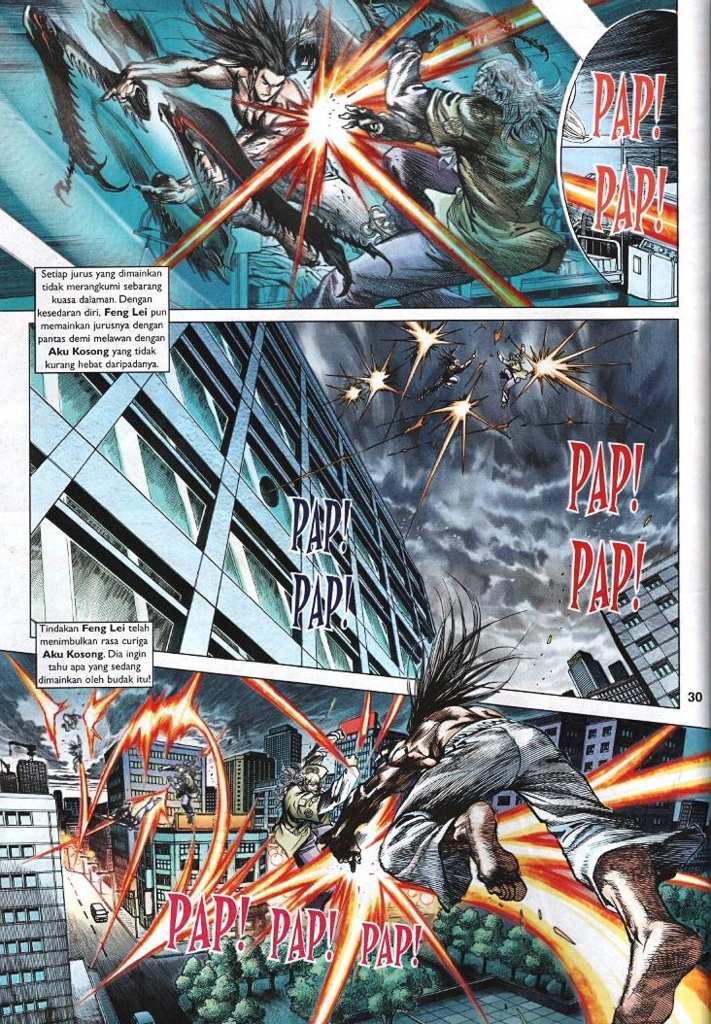 PAP!
PAP!
Setiap jurus yang dimainkan
tidak merangkumi sebarang
kuasa dalaman. Dengan
kesedaran diri, Feng Lei pun
memainkan jurusnya dengan
pantas demi melawan dengan
Aku Kosong yang tidak
kurang hebat daripadanya.
PAP!
PAP!
PAP!
PAP!
Tindakan Feng Lei telah
menimbulkan rasa curiga
Aku Kosong. Dia ingin
tahu apa yang sedang
dimainkan oleh budak itu!
30
PAP! PAP! PAP!